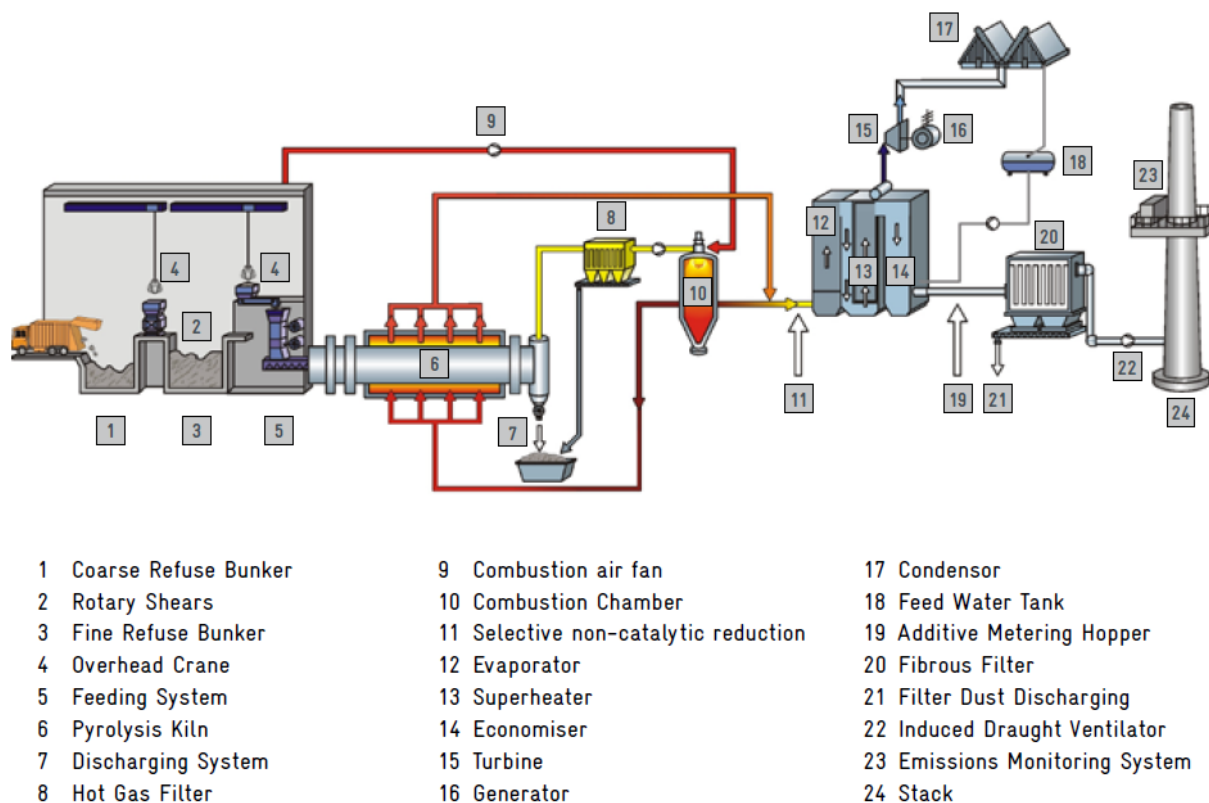 17
9
15
16
18
23
8
12
4
4
20
2
13
14
10
6
11
19
21
22
1
3
5
7
24
1 Coarse Refuse Bunker
2 Rotary Shears
3 Fine Refuse Bunker
4 Overhead Crane
5 Feeding System
6 Pyrolysis Kiln
7 Discharging System
8 Hot Gas Filter
9 Combustion air fan
10 Combustion Chamber
11 Selective non-catalytic reduction
12 Evaporator
13 Superheater
14 Economiser
15 Turbine
16 Generator
17 Condensor
18 Feed Water Tank
19 Additive Metering Hopper
20 Fibrous Filter
21 Filter Dust Discharging
22 Induced Draught Ventilator
23 Emissions Monitoring System
24 Stack